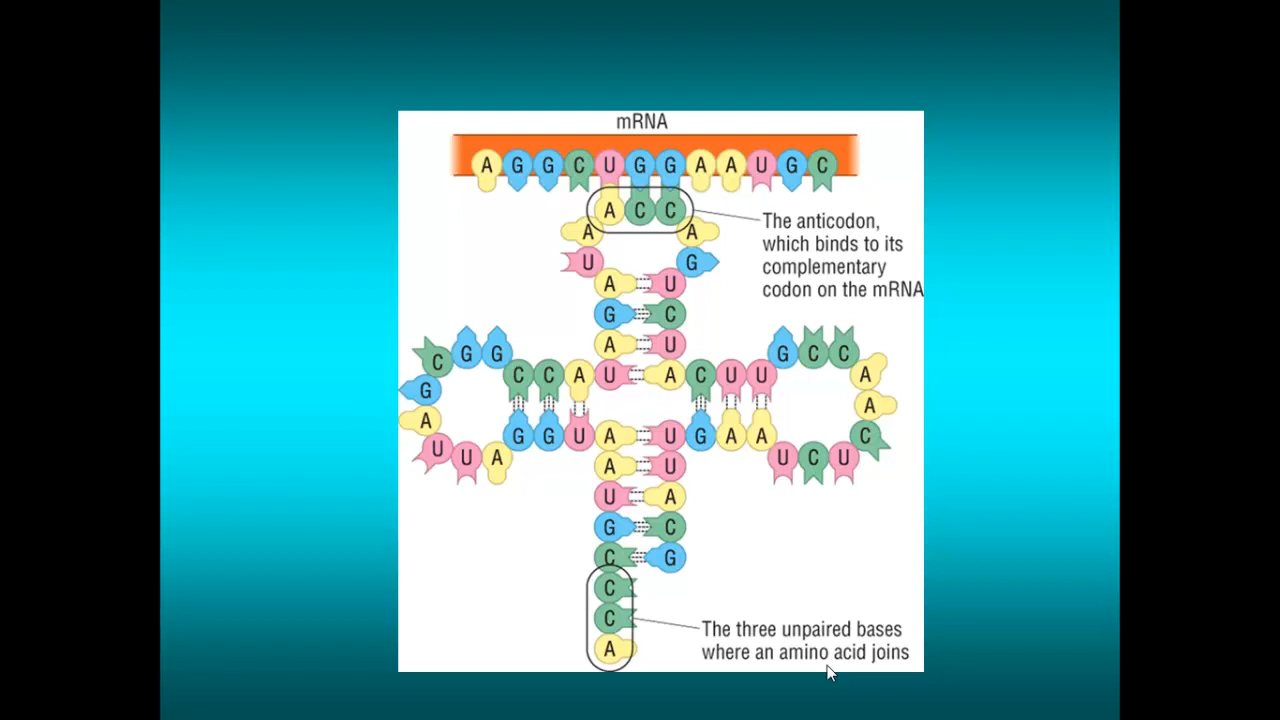 mRNA
A G G C U G G A A U G C
A C C
The anticodon,
which binds to its
complementary
codon on the mRNA
A A
U G
A U
G C
A U
U A
C G G
G
A
U U A
C C A
G G U
C U U
G A A
G C C
A
A
C
U C U
A U
A U
U A
G C
C G
C
C
A
The three unpaired bases
where an amino acid joins